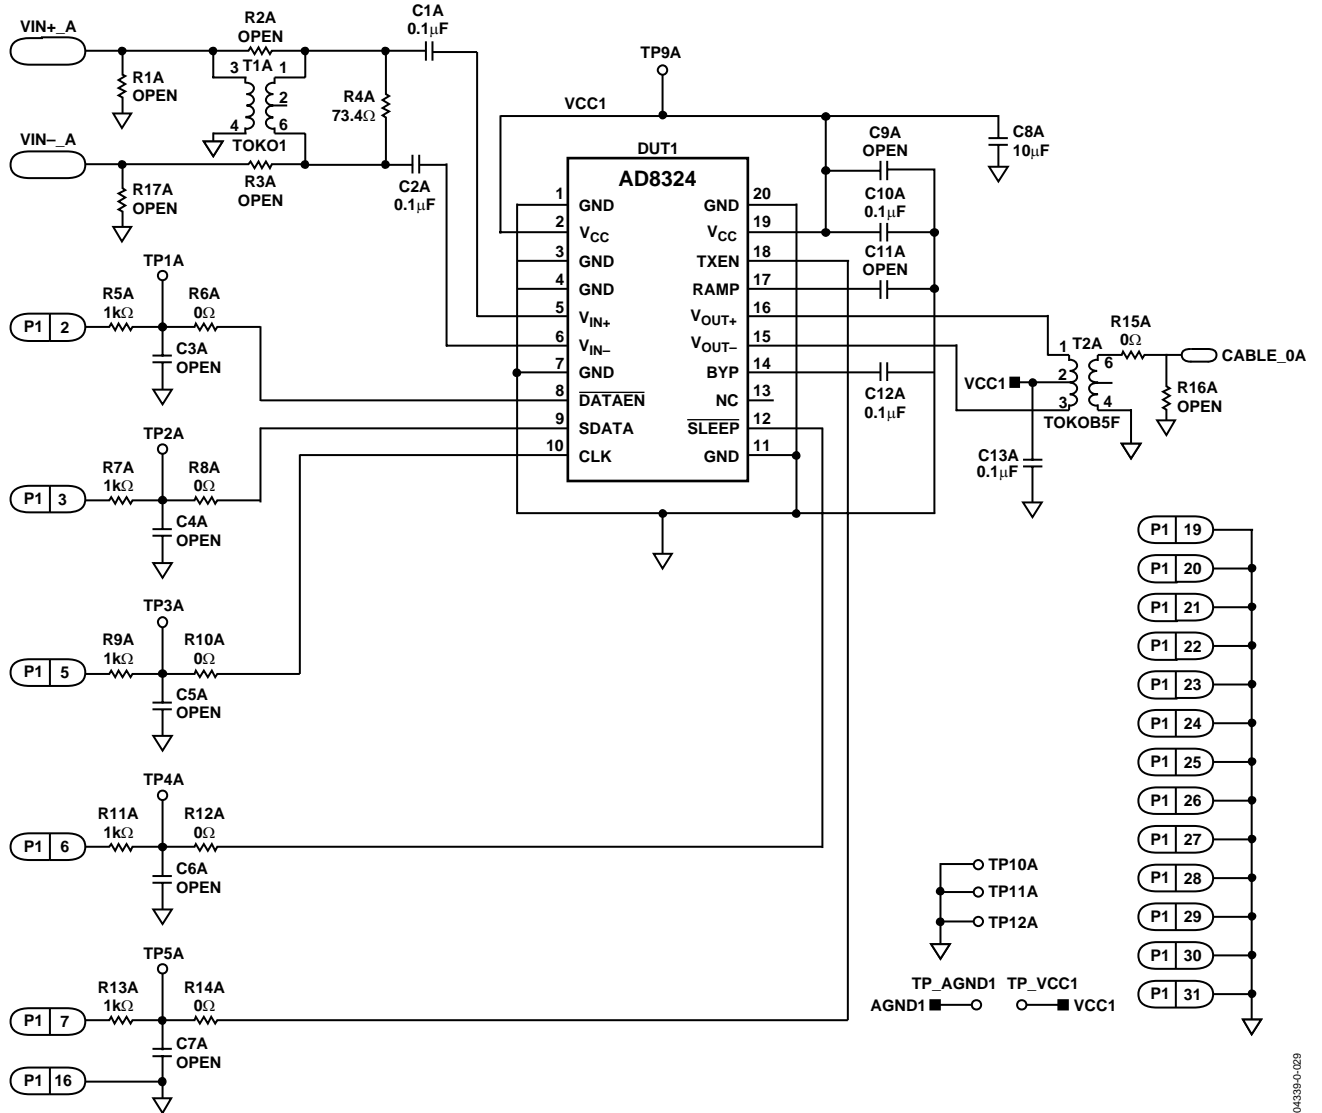 VIN+_A
R1A
OPEN
R2A
OPEN
T1A
3
1
2
4
6
TOKO1
C1A
0.1µF
R4A
73.4Ω
VIN–_A
R17A
OPEN
R3A
OPEN
C2A
0.1µF
TP9A
VCC1
C8A
10µF
C9A
OPEN
C10A
0.1µF
C11A
OPEN
DUT1
AD8324
1 GND
2 VCC
3 GND
4 GND
5 VIN+
6 VIN–
7 GND
8 DATAEN
9 SDATA
10 CLK
GND 20
VCC 19
TXEN 18
RAMP 17
VOUT+ 16
VOUT– 15
BYP 14
NC 13
SLEEP 12
GND 11
C12A
0.1µF
VCC1
1
2
3
T2A
6
4
TOKOB5F
R15A
0Ω
CABLE_0A
R16A
OPEN
C13A
0.1µF
TP1A
R5A
1kΩ
R6A
0Ω
P1 2
C3A
OPEN
TP2A
R7A
1kΩ
R8A
0Ω
P1 3
C4A
OPEN
TP3A
R9A
1kΩ
R10A
0Ω
P1 5
C5A
OPEN
TP4A
R11A
1kΩ
R12A
0Ω
P1 6
C6A
OPEN
TP5A
R13A
1kΩ
R14A
0Ω
P1 7
C7A
OPEN
P1 16
P1 19
P1 20
P1 21
P1 22
P1 23
P1 24
P1 25
P1 26
P1 27
P1 28
P1 29
P1 30
P1 31
TP10A
TP11A
TP12A
TP_AGND1
AGND1
TP_VCC1
VCC1
04339-0-029